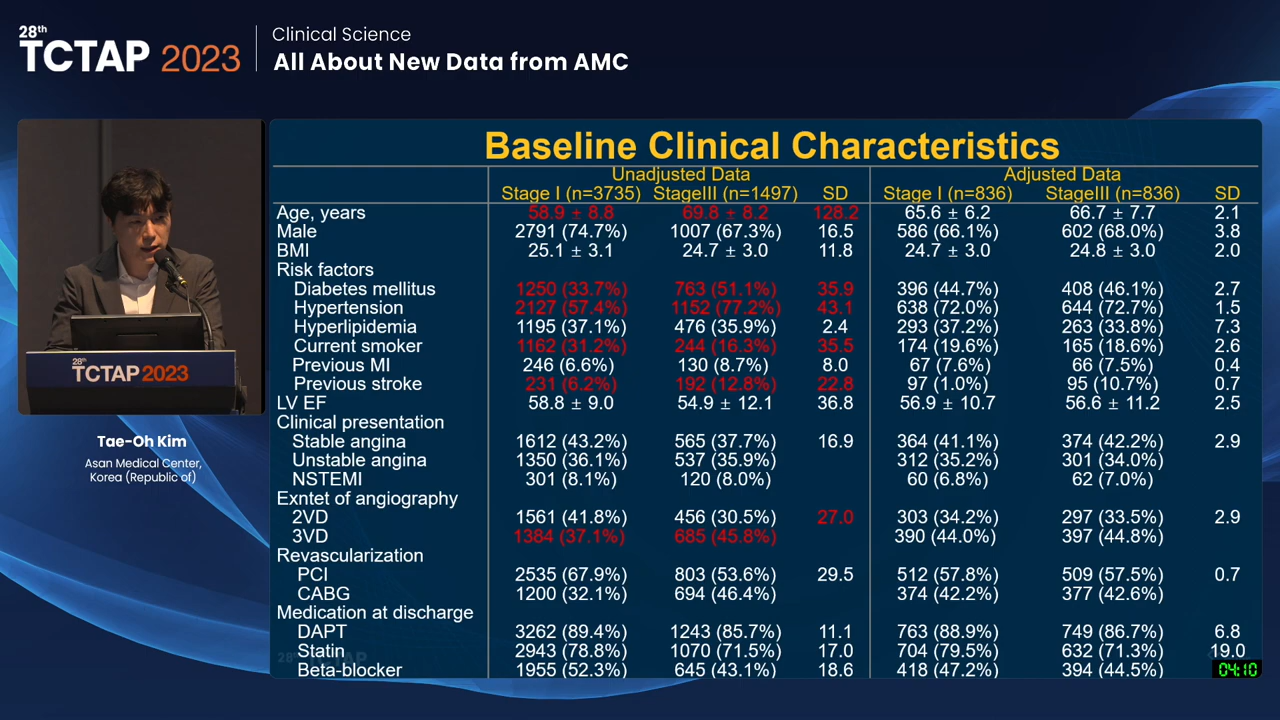 28th
TCTAP 2023
Clinical Science
All About New Data from AMC
28th
TCTAP 2023
Tae-Oh Kim
Asan Medical Center,
Korea (Republic of)
Baseline Clinical Characteristics
Unadjusted Data Adjusted Data
Stage I (n=3735) StageIII (n=1497) SD Stage I (n=836) StageIII (n=836) SD
Age, years 58.9 ± 8.8 69.8 ± 8.2 128.2 65.6 ± 6.2 66.7 ± 7.7 2.1
Male 2791 (74.7%) 1007 (67.3%) 16.5 586 (66.1%) 602 (68.0%) 3.8
BMI 25.1 ± 3.1 24.7 ± 3.0 11.8 24.7 ± 3.0 24.8 ± 3.0 2.0
Risk factors
Diabetes mellitus 1250 (33.7%) 763 (51.1%) 35.9 396 (44.7%) 408 (46.1%) 2.7
Hypertension 2127 (57.4%) 1152 (77.2%) 43.1 638 (72.0%) 644 (72.7%) 1.5
Hyperlipidemia 1195 (37.1%) 476 (35.9%) 2.4 293 (37.2%) 263 (33.8%) 7.3
Current smoker 1162 (31.2%) 244 (16.3%) 35.5 174 (19.6%) 165 (18.6%) 2.6
Previous MI 246 (6.6%) 130 (8.7%) 8.0 67 (7.6%) 66 (7.5%) 0.4
Previous stroke 231 (6.2%) 192 (12.8%) 22.8 97 (1.0%) 95 (10.7%) 0.7
LV EF 58.8 ± 9.0 54.9 ± 12.1 36.8 56.9 ± 10.7 56.6 ± 11.2 2.5
Clinical presentation
Stable angina 1612 (43.2%) 565 (37.7%) 16.9 364 (41.1%) 374 (42.2%) 2.9
Unstable angina 1350 (36.1%) 537 (35.9%) 312 (35.2%) 301 (34.0%)
NSTEMI 301 (8.1%) 120 (8.0%) 60 (6.8%) 62 (7.0%)
Exntet of angiography
2VD 1561 (41.8%) 456 (30.5%) 27.0 303 (34.2%) 297 (33.5%) 2.9
3VD 1384 (37.1%) 685 (45.8%) 390 (44.0%) 397 (44.8%)
Revascularization
PCI 2535 (67.9%) 803 (53.6%) 29.5 512 (57.8%) 509 (57.5%) 0.7
CABG 1200 (32.1%) 694 (46.4%) 374 (42.2%) 377 (42.6%)
Medication at discharge
DAPT 3262 (89.4%) 1243 (85.7%) 11.1 763 (88.9%) 749 (86.7%) 6.8
Statin 2943 (78.8%) 1070 (71.5%) 17.0 704 (79.5%) 632 (71.3%) 19.0
Beta-blocker 1955 (52.3%) 645 (43.1%) 18.6 418 (47.2%) 394 (44.5%)
28th TCTAP
04:10